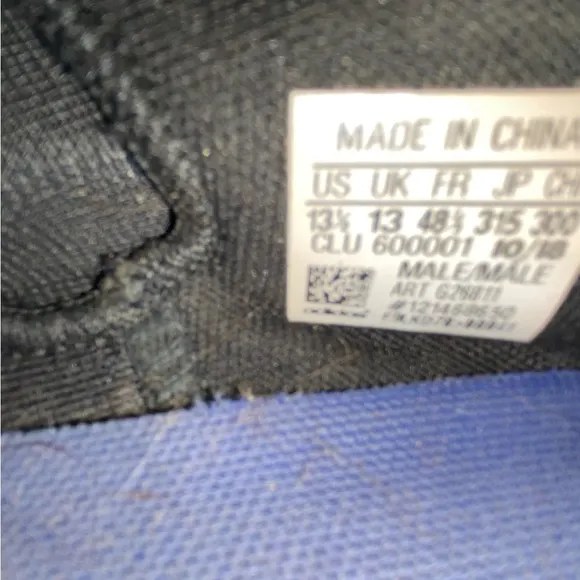 MADE IN CHINA
US UK FR JP CH
13½ 13 48⅔ 315 300
CLU 600001 10/18
MALE/MALE
ART